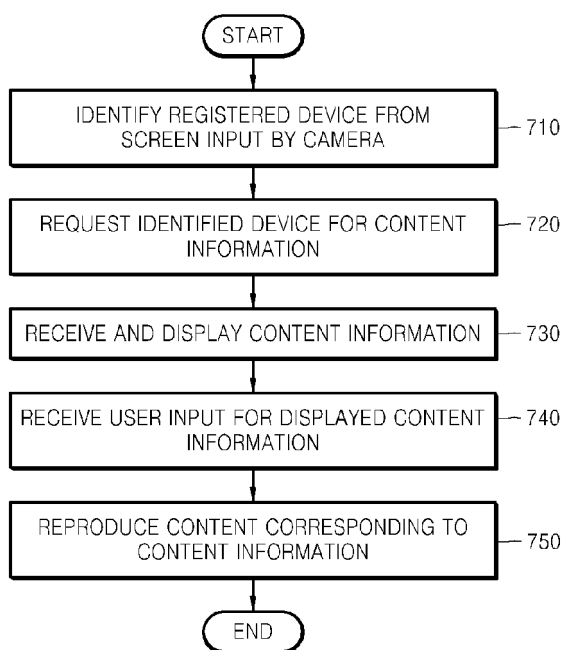 START
IDENTIFY REGISTERED DEVICE FROM
SCREEN INPUT BY CAMERA
710
REQUEST IDENTIFIED DEVICE FOR CONTENT
INFORMATION
720
RECEIVE AND DISPLAY CONTENT INFORMATION
730
RECEIVE USER INPUT FOR DISPLAYED CONTENT
INFORMATION
740
REPRODUCE CONTENT CORRESPONDING TO
CONTENT INFORMATION
750
END